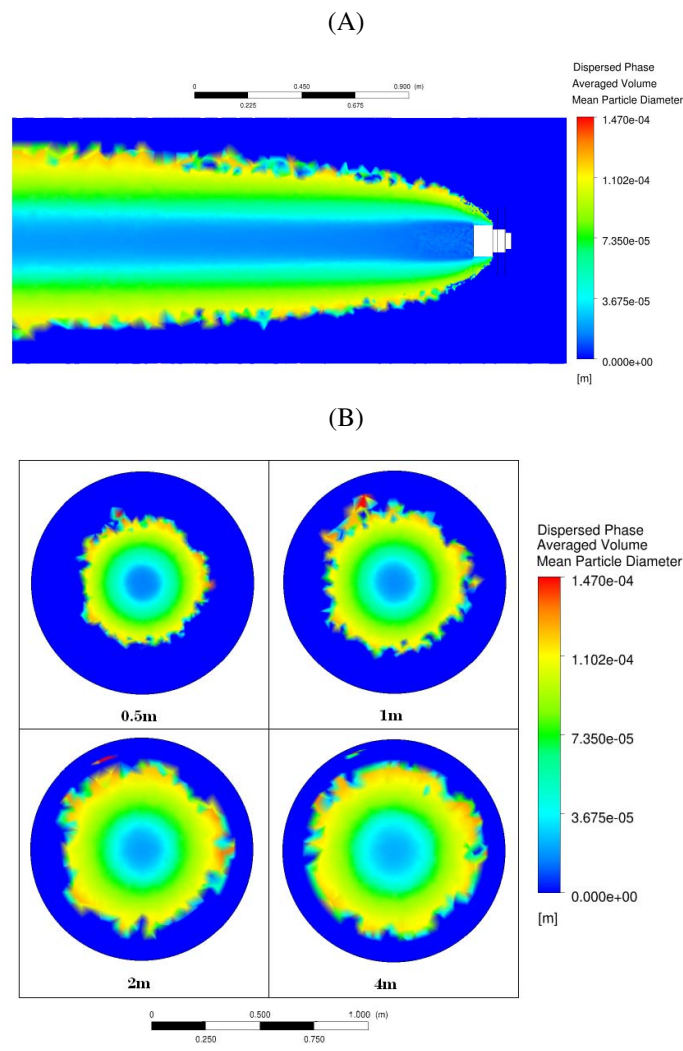 (A)
0 0.450 0.900 (m)
0.225 0.675
Dispersed Phase
Averaged Volume
Mean Particle Diameter
1.470e-04
1.102e-04
7.350e-05
3.675e-05
0.000e+00
[m]
(B)
0.5m 1m
2m 4m
Dispersed Phase
Averaged Volume
Mean Particle Diameter
1.470e-04
1.102e-04
7.350e-05
3.675e-05
0.000e+00
[m]
0 0.500 1.000 (m)
0.250 0.750